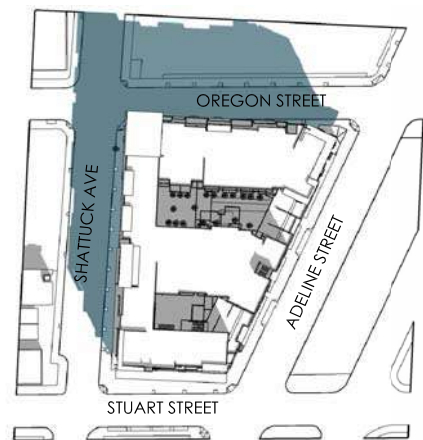 OREGON STREET
SHATTUCK AVE
ADELINE STREET
STUART STREET